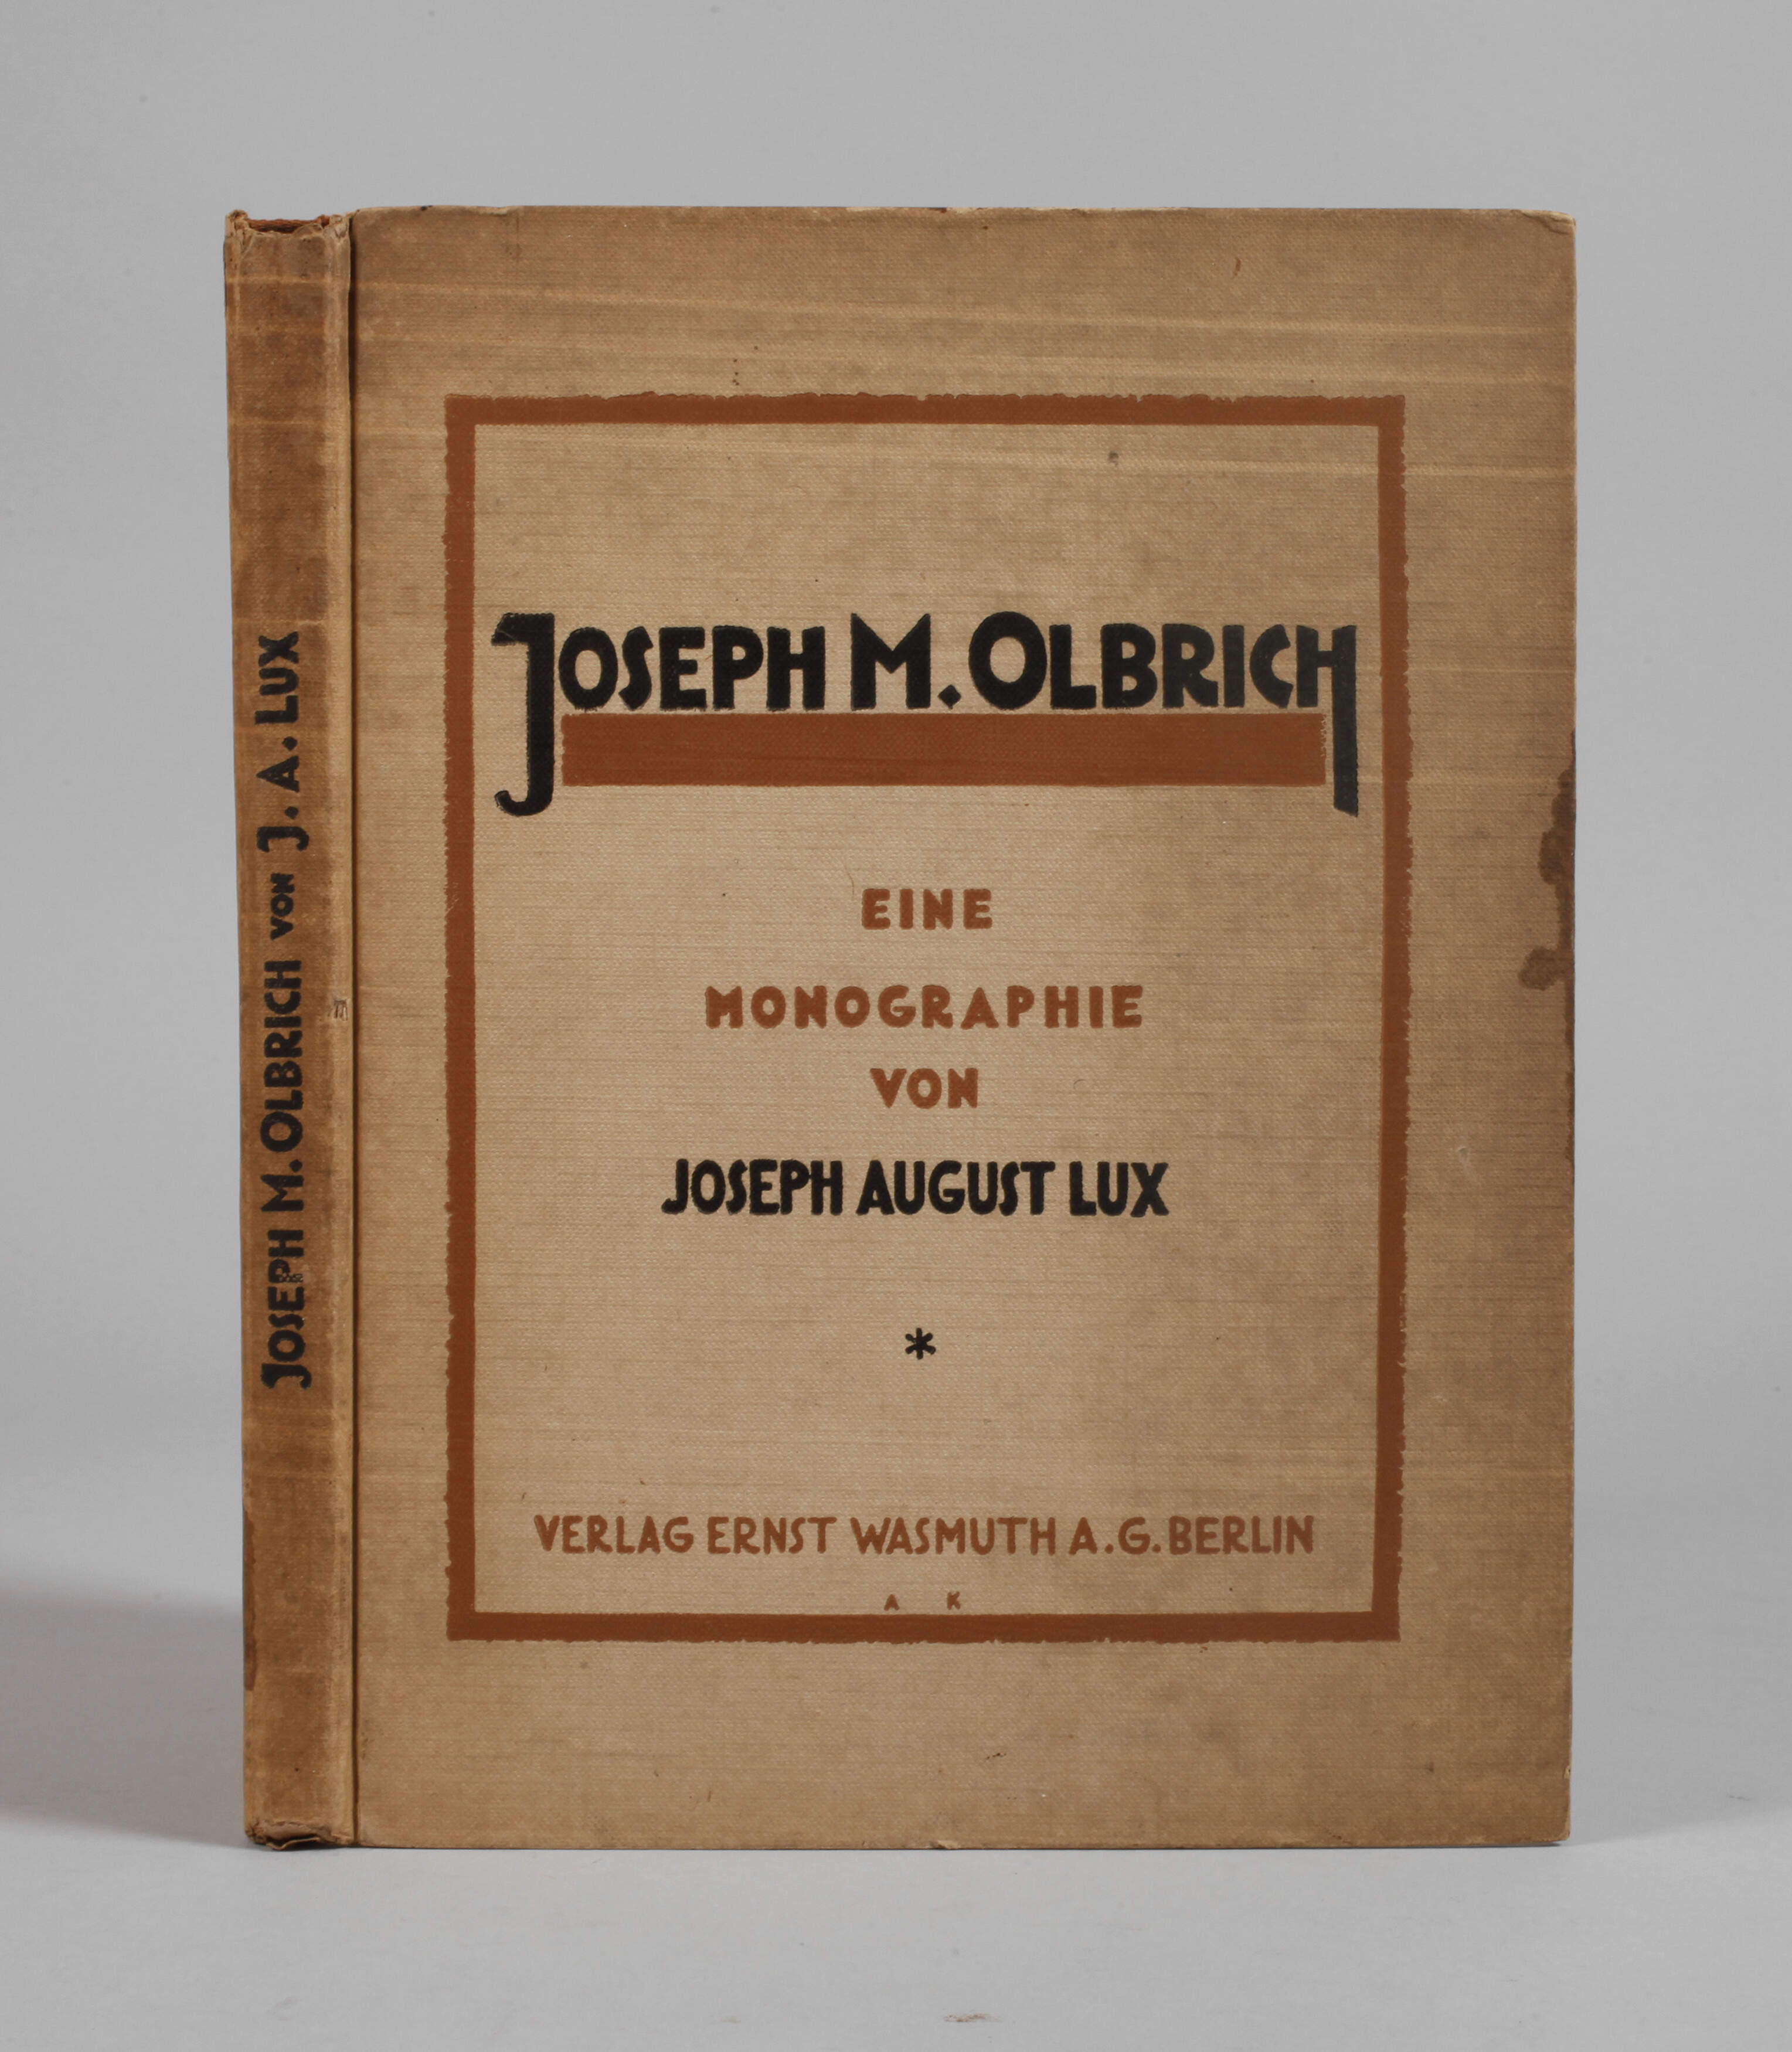 JOSEPH M. OLBRICH VON J. A. LUX
JOSEPH M. OLBRICH
EINE
MONOGRAPHIE
VON
JOSEPH AUGUST LUX
*
VERLAG ERNST WASMUTH A.G. BERLIN
A K